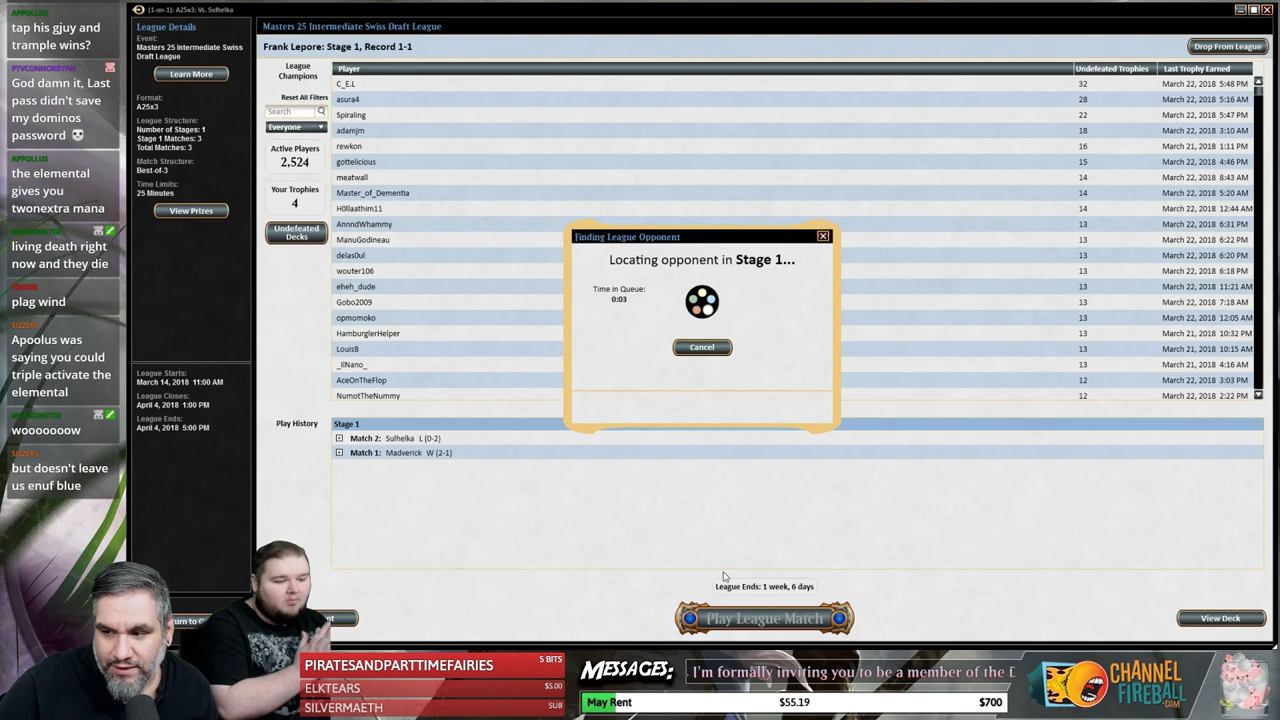 APPOLLUS
tap his gjuy and
trample wins?
PTVCONNORRYAN
God damn it, Last
pass didn't save
my dominos
password
APPOLLUS
the elemental
gives you
twonextra mana
living death right
now and they die
plag wind
SIZZERS
Apoolus was
saying you could
triple activate the
elemental
wooooooow
SIZZERS
but doesn't leave
us enuf blue
(1-on-1): A25x3: Vs. Sulhelka
League Details
Event:
Masters 25 Intermediate Swiss
Draft League
Learn More
Format:
A25x3
League Structure:
Number of Stages: 1
Stage 1 Matches: 3
Total Matches: 3
Match Structure:
Best-of-3
Time Limits:
25 Minutes
View Prizes
League Starts:
March 14, 2018 11:00 AM
League Closes:
April 4, 2018 1:00 PM
League Ends:
April 4, 2018 5:00 PM
Masters 25 Intermediate Swiss Draft League
Frank Lepore: Stage 1, Record 1-1
Drop From League
League
Champions
Reset All Filters
Search
Everyone
Active Players
2,524
Your Trophies
4
Undefeated
Decks
Player Undefeated Trophies Last Trophy Earned
C_E.L 32 March 22, 2018 5:48 PM
asura4 28 March 22, 2018 5:16 AM
Spiraling 22 March 22, 2018 5:47 PM
adamjm 18 March 22, 2018 3:10 AM
rewkon 16 March 21, 2018 1:11 PM
gottelicious 15 March 22, 2018 4:46 PM
meatwall 14 March 22, 2018 8:43 AM
Master_of_Dementia 14 March 22, 2018 5:20 AM
H0llaathim11 14 March 22, 2018 12:44 AM
AnnndWhammy 13 March 22, 2018 6:31 PM
ManuGodineau 13 March 22, 2018 6:22 PM
delas0ul 13 March 22, 2018 6:20 PM
wouter106 13 March 22, 2018 6:18 PM
eheh_dude 13 March 22, 2018 11:21 AM
Gobo2009 13 March 22, 2018 7:18 AM
opmomoko 13 March 22, 2018 12:05 AM
HamburglerHelper 13 March 21, 2018 10:32 PM
LouisB 13 March 21, 2018 10:15 AM
_IlNano_ 13 March 21, 2018 4:16 AM
AceOnTheFlop 12 March 22, 2018 3:03 PM
NumotTheNummy 12 March 22, 2018 2:22 PM
Finding League Opponent
Locating opponent in Stage 1...
Time in Queue:
0:03
Cancel
Play History
Stage 1
Match 2: Sulhelka L (0-2)
Match 1: Madverick W (2-1)
League Ends: 1 week, 6 days
Play League Match
View Deck
PIRATESANDPARTTIMEFAIRIES 5 BITS
ELKTEARS $5.00
SILVERMAETH SUB
MESSAGES:
I'm formally inviting you to be a member of the D
May Rent $55.19 $700
CHANNEL
FIREBALL
.COM